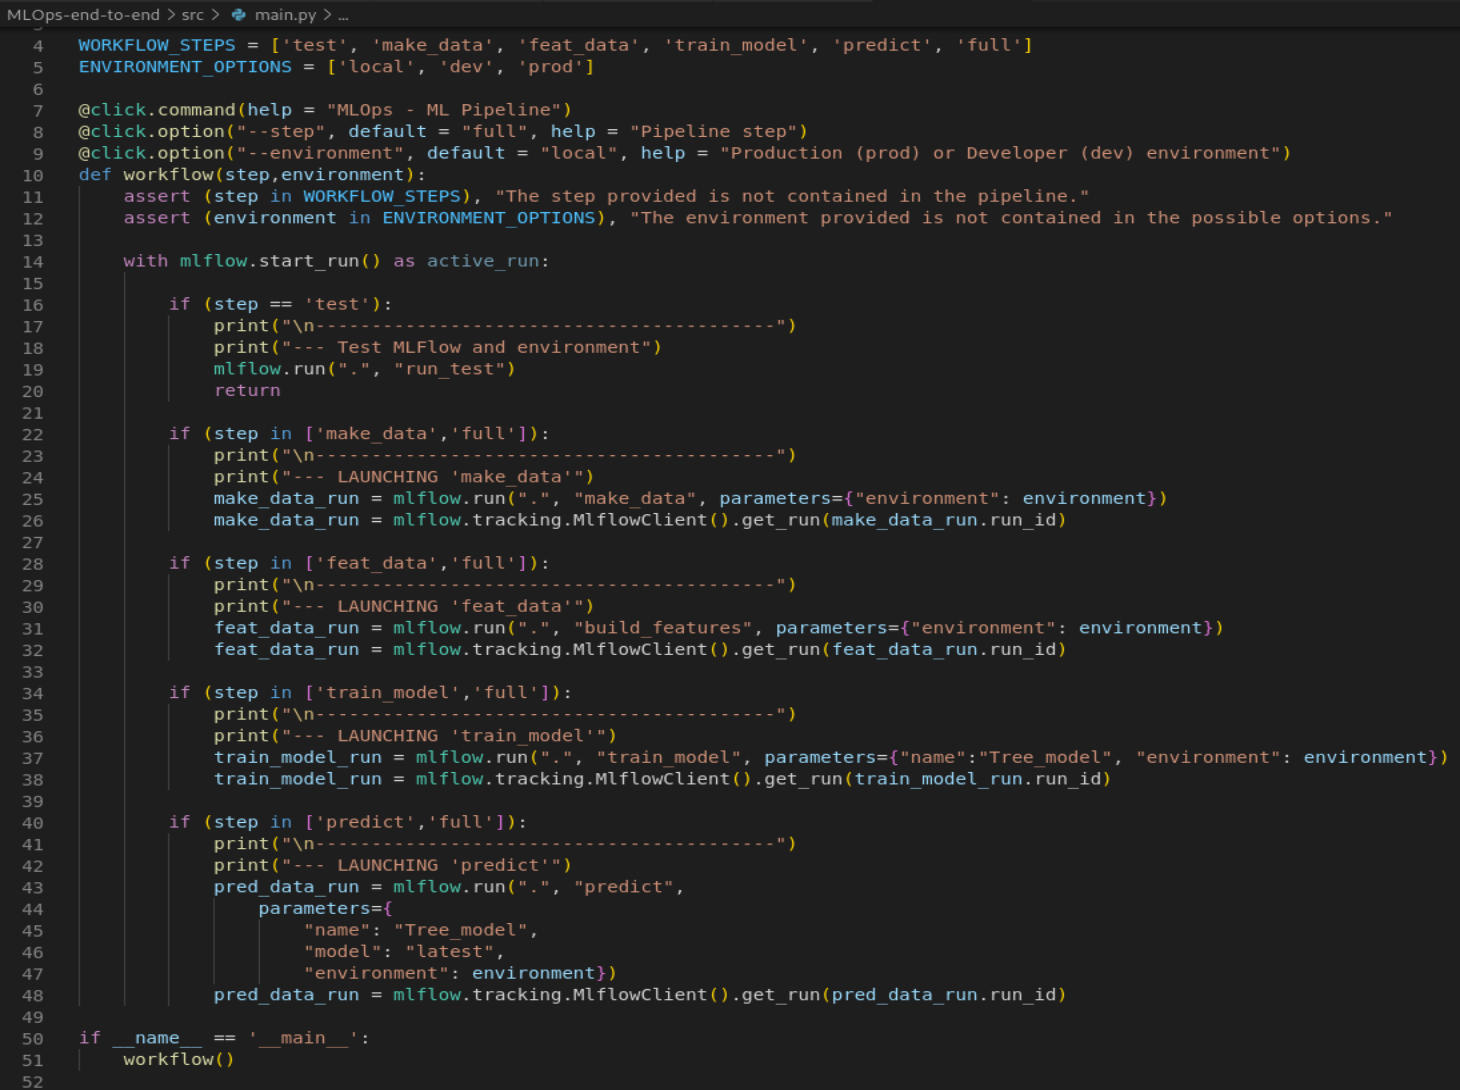 MLOps-end-to-end > src > main.py > ...
4 WORKFLOW_STEPS = ['test', 'make_data', 'feat_data', 'train_model', 'predict', 'full']
5 ENVIRONMENT_OPTIONS = ['local', 'dev', 'prod']
6
7 @click.command(help = "MLOps - ML Pipeline")
8 @click.option("--step", default = "full", help = "Pipeline step")
9 @click.option("--environment", default = "local", help = "Production (prod) or Developer (dev) environment")
10 def workflow(step,environment):
11     assert (step in WORKFLOW_STEPS), "The step provided is not contained in the pipeline."
12     assert (environment in ENVIRONMENT_OPTIONS), "The environment provided is not contained in the possible options."
13
14     with mlflow.start_run() as active_run:
15
16         if (step == 'test'):
17             print("\n-----------------------------------------")
18             print("--- Test MLFlow and environment")
19             mlflow.run(".", "run_test")
20             return
21
22         if (step in ['make_data','full']):
23             print("\n-----------------------------------------")
24             print("--- LAUNCHING 'make_data'")
25             make_data_run = mlflow.run(".", "make_data", parameters={"environment": environment})
26             make_data_run = mlflow.tracking.MlflowClient().get_run(make_data_run.run_id)
27
28         if (step in ['feat_data','full']):
29             print("\n-----------------------------------------")
30             print("--- LAUNCHING 'feat_data'")
31             feat_data_run = mlflow.run(".", "build_features", parameters={"environment": environment})
32             feat_data_run = mlflow.tracking.MlflowClient().get_run(feat_data_run.run_id)
33
34         if (step in ['train_model','full']):
35             print("\n-----------------------------------------")
36             print("--- LAUNCHING 'train_model'")
37             train_model_run = mlflow.run(".", "train_model", parameters={"name":"Tree_model", "environment": environment})
38             train_model_run = mlflow.tracking.MlflowClient().get_run(train_model_run.run_id)
39
40         if (step in ['predict','full']):
41             print("\n-----------------------------------------")
42             print("--- LAUNCHING 'predict'")
43             pred_data_run = mlflow.run(".", "predict",
44                 parameters={
45                     "name": "Tree_model",
46                     "model": "latest",
47                     "environment": environment})
48             pred_data_run = mlflow.tracking.MlflowClient().get_run(pred_data_run.run_id)
49
50 if __name__ == '__main__':
51     workflow()
52